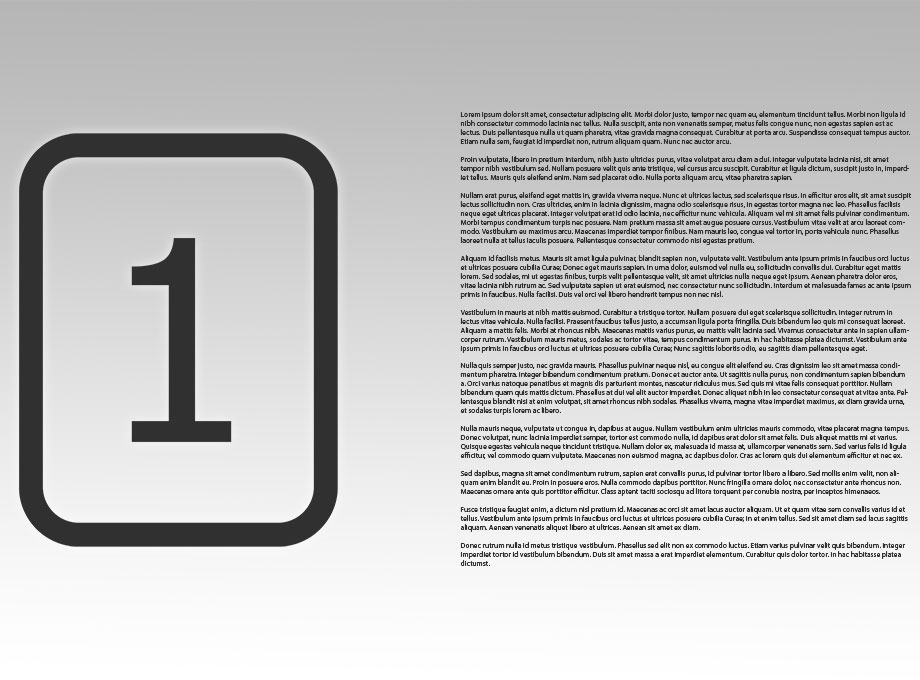 1
Lorem ipsum dolor sit amet, consectetur adipiscing elit. Morbi dolor justo, tempor nec quam eu, elementum tincidunt tellus. Morbi non ligula id
nibh consectetur commodo lacinia nec tellus. Nulla suscipit, ante non venenatis semper, metus felis congue nunc, non egestas sapien est ac
lectus. Duis pellentesque nulla ut quam pharetra, vitae gravida magna consequat. Curabitur at porta arcu. Suspendisse consequat tempus auctor.
Etiam nulla sem, feugiat id imperdiet non, rutrum aliquam quam. Nunc nec auctor arcu.
Proin vulputate, libero in pretium interdum, nibh justo ultricies purus, vitae volutpat arcu diam a dui. Integer vulputate lacinia nisi, sit amet
tempor nibh vestibulum sed. Nullam posuere velit quis ante tristique, vel cursus arcu suscipit. Curabitur feugiat ligula dictum, suscipit justo in, imperd-
iet tellus. Mauris quis eleifend enim. Nam sed placerat odio. Nulla porta aliquam arcu, vitae pharetra sapien.
Nullam erat purus, eleifend eget mattis in, gravida viverra neque. Nunc et ultrices lectus, sed scelerisque risus. In efficitur eros elit, sit amet suscipit
lectus sollicitudin non. Cras ultricies, enim in lacinia dignissim, magna odio scelerisque risus, in egestas tortor magna nec leo. Phasellus facilisis
neque eget ultrices placerat. Integer volutpat erat id odio lacinia, nec efficitur nunc vehicula. Aliquam vel mi sit amet felis pulvinar condimentum.
Morbi tempus condimentum turpis nec posuere. Nam pretium massa sit amet augue posuere cursus. Vestibulum vitae velit at arcu laoreet com-
modo. Vestibulum eu maximus arcu. Maecenas imperdiet tempor finibus. Nam mauris leo, congue vel tortor in, porta vehicula nunc. Phasellus
laoreet nulla at tellus iaculis posuere. Pellentesque consectetur commodo nisi egestas pretium.
Aliquam id facilisis metus. Mauris sit amet ligula pulvinar, blandit sapien non, vulputate velit. Vestibulum ante ipsum primis in faucibus orci luctus
et ultrices posuere cubilia Curae; Donec eget mauris sapien. In urna dolor, euismod vel nulla eu, sollicitudin convallis dui. Curabitur eget mattis
lorem. Sed sodales, mi ut egestas finibus, turpis velit pellentesque velit, sit amet ultricies nulla neque eget ipsum. Aenean pharetra dolor eros,
vitae lacinia nibh rutrum ac. Sed vulputate sapien ut erat euismod, nec consectetur nunc sollicitudin. Interdum et malesuada fames ac ante ipsum
primis in faucibus. Nulla facilisi. Duis vel orci vel libero hendrerit tempus non nec nisl.
Vestibulum in mauris at nibh mattis euismod. Curabitur a tristique tortor. Nullam posuere dui eget scelerisque sollicitudin. Integer rutrum in
lectus vitae vehicula. Nulla facilisi. Praesent faucibus tellus justo, a accumsan ligula porta fringilla. Duis bibendum leo quis mi consequat laoreet.
Aliquam a mattis felis. Morbi at rhoncus nibh. Maecenas mattis varius purus, eu mattis velit lacinia sed. Vivamus consectetur ante in sapien ullam-
corper rutrum. Vestibulum mauris metus, sodales ac tortor vitae, tempus condimentum purus. In hac habitasse platea dictumst. Vestibulum ante
ipsum primis in faucibus orci luctus et ultrices posuere cubilia Curae; Nunc sagittis lobortis odio, eu sagittis diam pellentesque eget.
Nulla quis semper justo, nec gravida mauris. Phasellus pulvinar neque nisl, eu congue elit eleifend eu. Cras dignissim leo sit amet massa condi-
mentum pharetra. Integer bibendum condimentum pretium. Donec et auctor ante. Ut sagittis nulla purus, non condimentum sapien bibendum
a. Orci varius natoque penatibus et magnis dis parturient montes, nascetur ridiculus mus. Sed quis mi vitae felis consequat porttitor. Nullam
bibendum quam quis mattis dictum. Phasellus at dui vel elit auctor imperdiet. Donec aliquet nibh in leo consectetur consequat at vitae ante. Pel-
lentesque blandit nisi at enim volutpat, sit amet rhoncus nibh sodales. Phasellus viverra, magna vitae imperdiet maximus, ex diam gravida urna,
et sodales turpis lorem ac libero.
Nulla mauris neque, vulputate ut congue in, dapibus at augue. Nullam vestibulum enim ultricies mauris commodo, vitae placerat magna tempus.
Donec volutpat, nunc lacinia imperdiet semper, tortor est commodo nulla, id dapibus erat dolor sit amet felis. Duis aliquet mattis mi et varius.
Quisque egestas vehicula neque tincidunt tristique. Nullam dolor ex, malesuada id massa at, ullamcorper venenatis sem. Sed varius felis id ligula
efficitur, vel commodo quam vulputate. Maecenas non euismod magna, ac dapibus dolor. Cras ac lorem quis dui elementum efficitur et nec ex.
Sed dapibus, magna sit amet condimentum rutrum, sapien erat convallis purus, id pulvinar tortor libero a libero. Sed mollis enim velit, non ali-
quam enim blandit eu. Proin in posuere eros. Nulla commodo dapibus porttitor. Nunc fringilla ornare dolor, nec consectetur ante rhoncus non.
Maecenas ornare ante quis porttitor efficitur. Class aptent taciti sociosqu ad litora torquent per conubia nostra, per inceptos himenaeos.
Fusce tristique feugiat enim, a dictum nisl pretium id. Maecenas ac orci sit amet lacus auctor aliquam. Ut et quam vitae sem convallis varius id et
tellus. Vestibulum ante ipsum primis in faucibus orci luctus et ultrices posuere cubilia Curae; In et enim tellus. Sed sit amet diam sed lacus sagittis
aliquam. Aenean venenatis aliquet libero at ultrices. Aenean sit amet ex diam.
Donec rutrum nulla id metus tristique vestibulum. Phasellus sed elit non ex commodo luctus. Etiam varius pulvinar velit quis bibendum. Integer
imperdiet tortor id vestibulum bibendum. Duis sit amet massa a erat imperdiet elementum. Curabitur quis dolor tortor. In hac habitasse platea
dictumst.